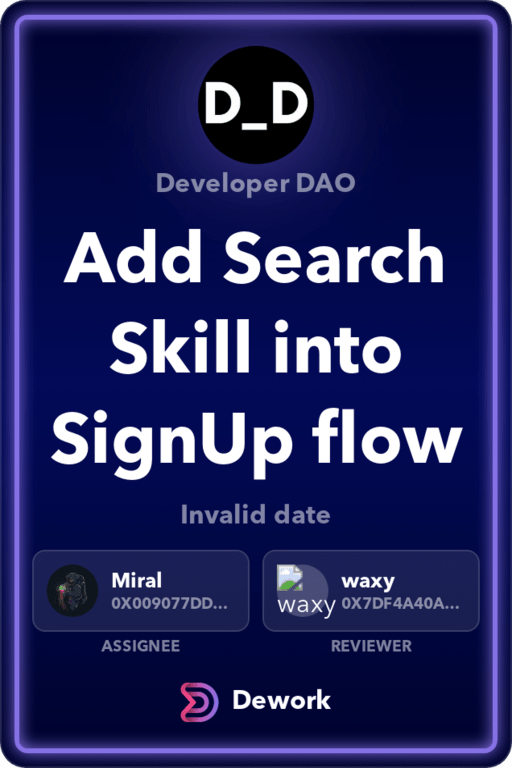 D_D
Developer DAO
Add Search
Skill into
SignUp flow
Invalid date
Miral
0X009077DD...
waxy
waxy
0X7DF4A40A...
ASSIGNEE
REVIEWER
Dework